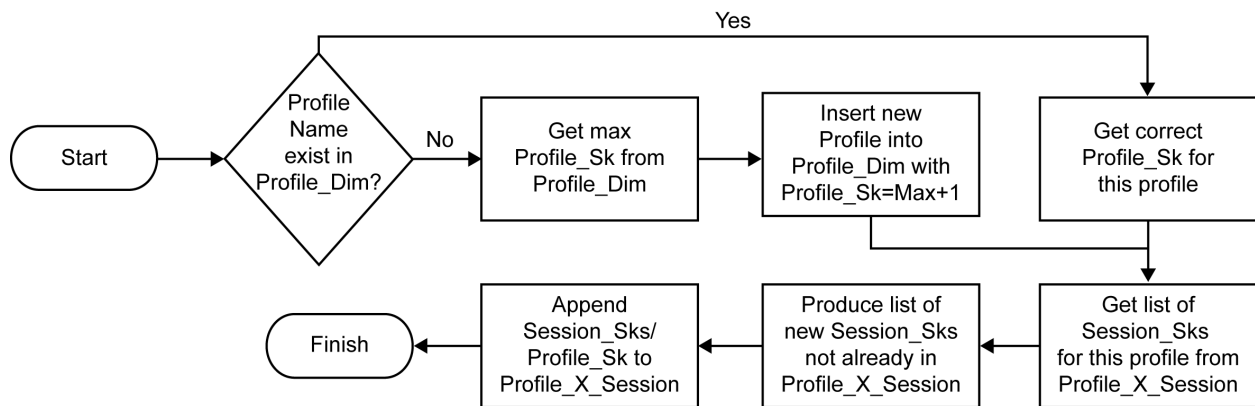 Yes
Start
Profile
Name
exist in
Profile_Dim?
No
Get max
Profile_Sk from
Profile_Dim
Insert new
Profile into
Profile_Dim with
Profile_Sk=Max+1
Get correct
Profile_Sk for
this profile
Get list of
Session_Sks
for this profile from
Profile_X_Session
Produce list of
new Session_Sks
not already in
Profile_X_Session
Append
Session_Sks/
Profile_Sk to
Profile_X_Session
Finish